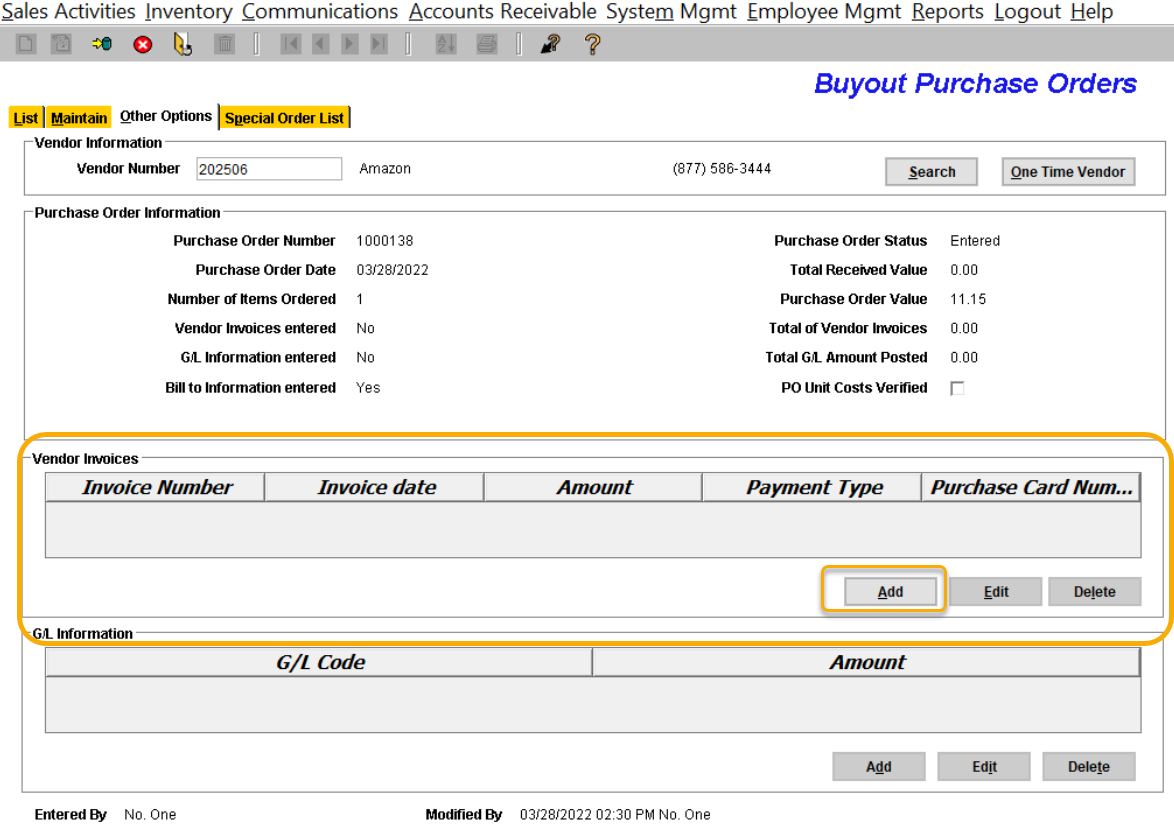 Sales Activities Inventory Communications Accounts Receivable System Mgmt Employee Mgmt Reports Logout Help
Buyout Purchase Orders
List Maintain Other Options Special Order List
Vendor Information
Vendor Number 202506 Amazon (877) 586-3444 Search One Time Vendor
Purchase Order Information
Purchase Order Number 1000138 Purchase Order Status Entered
Purchase Order Date 03/28/2022 Total Received Value 0.00
Number of Items Ordered 1 Purchase Order Value 11.15
Vendor Invoices entered No Total of Vendor Invoices 0.00
G/L Information entered No Total G/L Amount Posted 0.00
Bill to Information entered Yes PO Unit Costs Verified
Vendor Invoices
Invoice Number Invoice date Amount Payment Type Purchase Card Num...
Add Edit Delete
G/L Information
G/L Code Amount
Add Edit Delete
Entered By No. One Modified By 03/28/2022 02:30 PM No. One